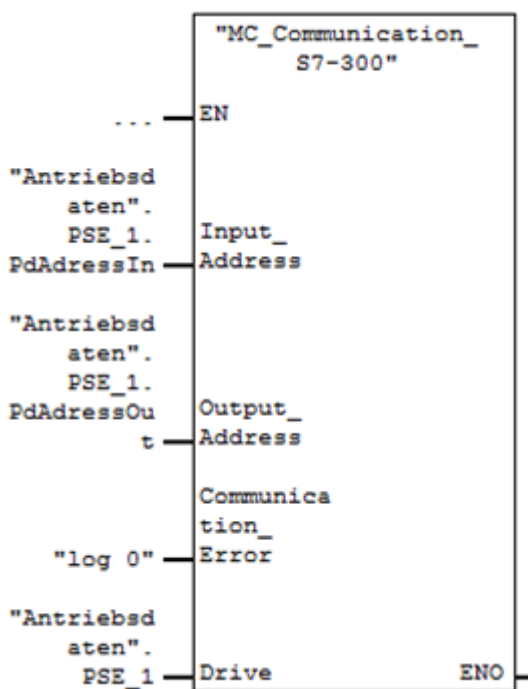 "MC_Communication_
S7-300"
... EN
"Antriebsd
aten".
PSE_1. Input_
PdAdressIn Address
"Antriebsd
aten".
PSE_1.
PdAdressOu Output_
t Address
Communica
tion_
"log 0" Error
"Antriebsd
aten".
PSE_1 Drive ENO